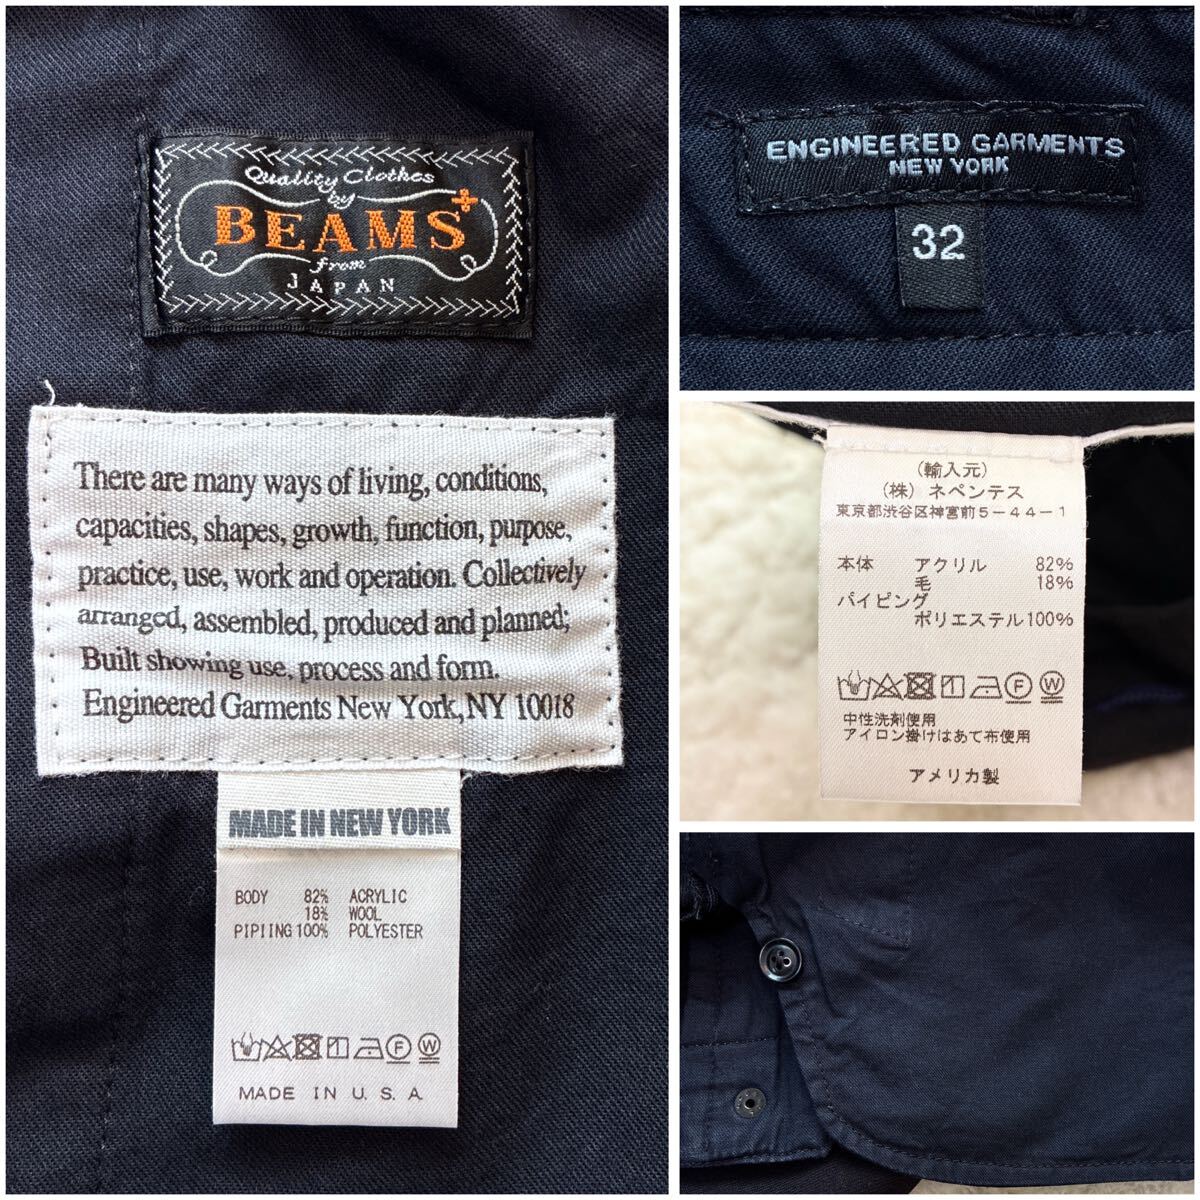 Quality Clothes
by
BEAMS+
from
JAPAN
There are many ways of living, conditions,
capacities, shapes, growth, function, purpose,
practice, use, work and operation. Collectively
arranged, assembled, produced and planned;
Built showing use, process and form.
Engineered Garments New York, NY 10018
MADE IN NEW YORK
BODY 82% ACRYLIC
18% WOOL
PIPIING 100% POLYESTER
F W
MADE IN U. S. A
ENGINEERED GARMENTS
NEW YORK
32
(輸入元)
(株) ネペンテス
東京都渋谷区神宮前5-44-1
本体 アクリル 82%
毛 18%
パイピング
ポリエステル100%
F W
中性洗剤使用
アイロン掛けはあて布使用
アメリカ製